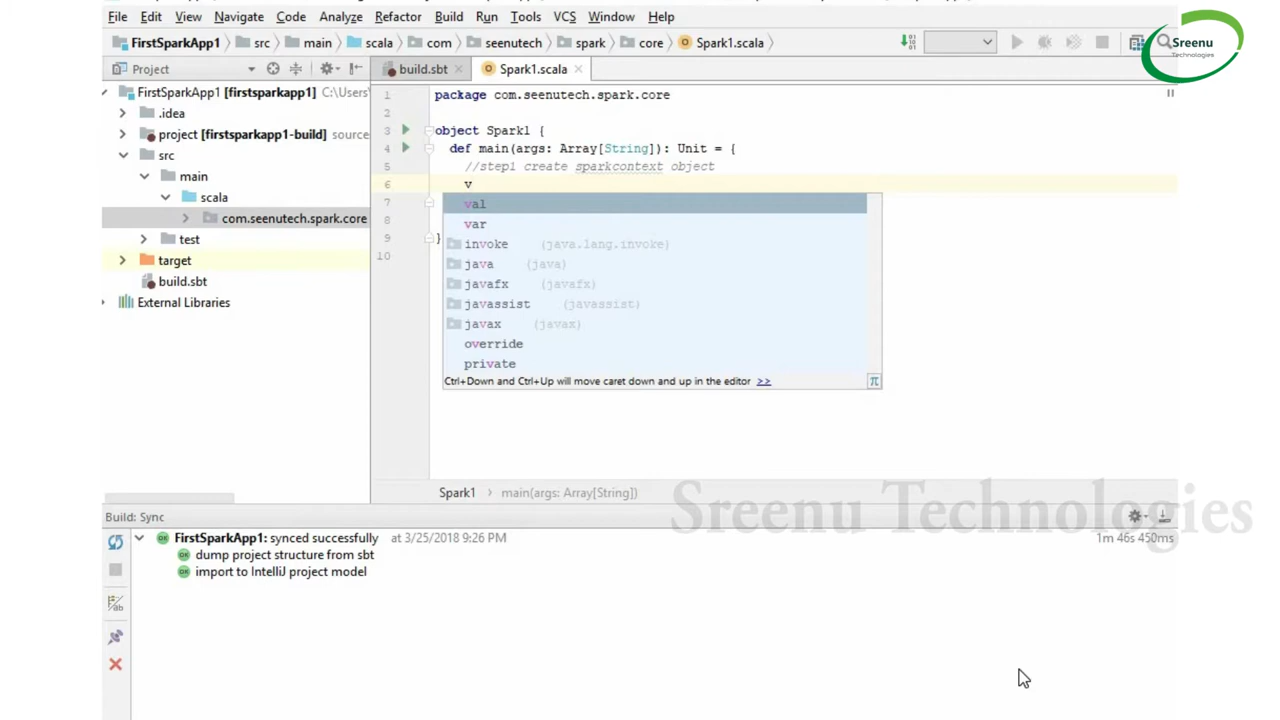 File Edit View Navigate Code Analyze Refactor Build Run Tools VCS Window Help
FirstSparkApp1 src main scala com seenutech spark core Spark1.scala
Sreenu
Technologies
Project
build.sbt Spark1.scala
FirstSparkApp1 [firstsparkapp1] C:\Users\
.idea
project [firstsparkapp1-build] source
src
main
scala
com.seenutech.spark.core
test
target
build.sbt
External Libraries
1 package com.seenutech.spark.core
2
3 object Spark1 {
4 def main(args: Array[String]): Unit = {
5 //step1 create sparkcontext object
6 v
7
8
9 }
10
val
var
invoke (java.lang.invoke)
java (java)
javafx (javafx)
javassist (javassist)
javax (javax)
override
private
Ctrl+Down and Ctrl+Up will move caret down and up in the editor >>
π
Spark1 main(args: Array[String])
Sreenu Technologies
Build: Sync
FirstSparkApp1: synced successfully at 3/25/2018 9:26 PM 1m 46s 450ms
dump project structure from sbt
import to IntelliJ project model